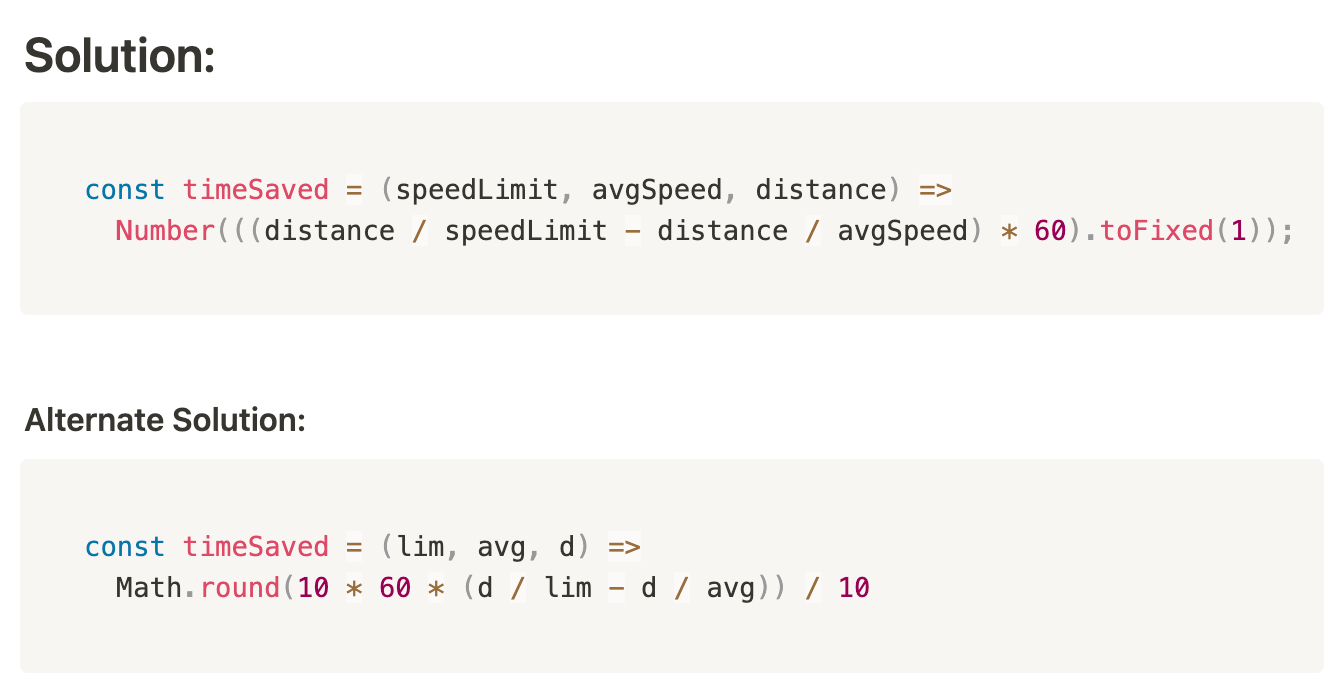 Solution:
const timeSaved = (speedLimit, avgSpeed, distance) =>
Number(((distance / speedLimit - distance / avgSpeed) * 60).toFixed(1));
Alternate Solution:
const timeSaved = (lim, avg, d) =>
Math.round(10 * 60 * (d / lim - d / avg)) / 10